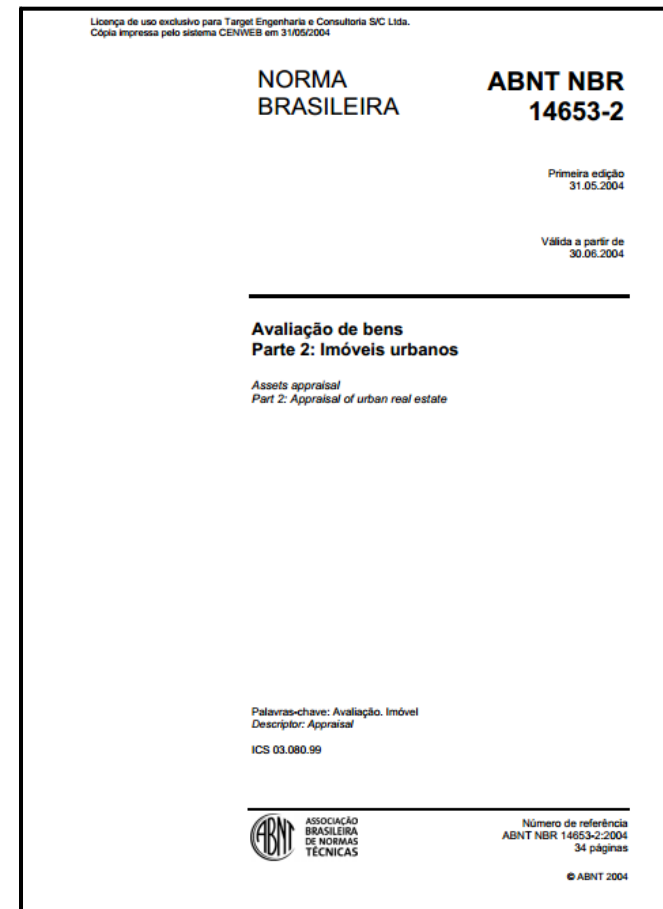 Licença de uso exclusivo para Target Engenharia e Consultoria S/C Ltda.
Cópia impressa pelo sistema CENWEB em 31/05/2004
NORMA
BRASILEIRA
ABNT NBR
14653-2
Primeira edição
31.05.2004
Válida a partir de
30.06.2004
Avaliação de bens
Parte 2: Imóveis urbanos
Assets appraisal
Part 2: Appraisal of urban real estate
Palavras-chave: Avaliação. Imóvel
Descriptor: Appraisal
ICS 03.080.99
ABNT
ASSOCIAÇÃO
BRASILEIRA
DE NORMAS
TÉCNICAS
Número de referência
ABNT NBR 14653-2:2004
34 páginas
© ABNT 2004